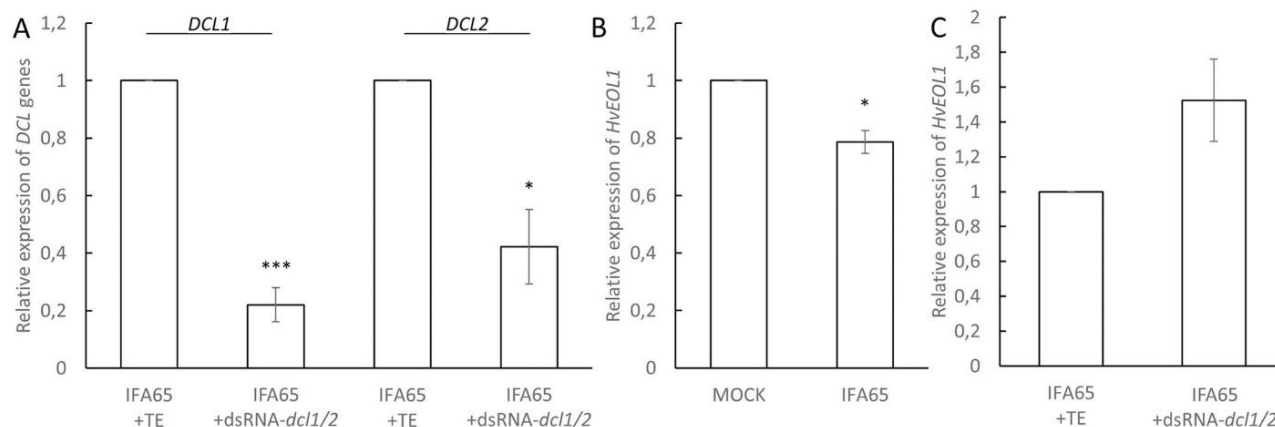 A
Relative expression of DCL genes
1,2
1
0,8
0,6
0,4
0,2
0
DCL1
DCL2
***
*
IFA65
+TE
IFA65
+dsRNA-dcl1/2
IFA65
+TE
IFA65
+dsRNA-dcl1/2
B
Relative expression of HvEOL1
1,2
1
0,8
0,6
0,4
0,2
0
*
MOCK
IFA65
C
Relative expression of HvEOL1
2
1,8
1,6
1,4
1,2
1
0,8
0,6
0,4
0,2
0
IFA65
+TE
IFA65
+dsRNA-dcl1/2